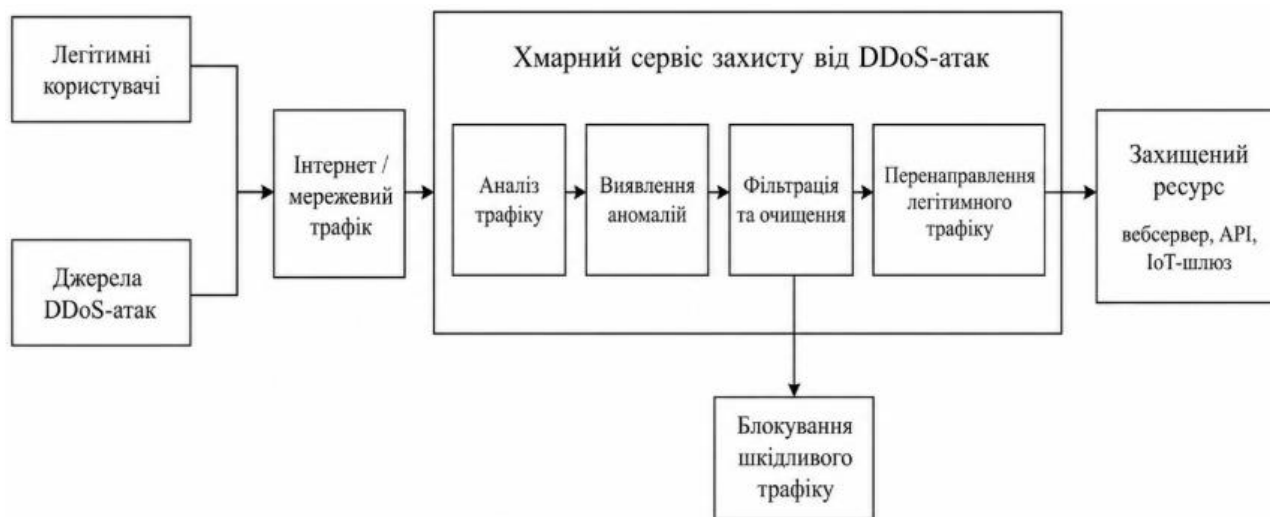 Легітимні
користувачі
Джерела
DDoS-атак
Інтернет /
мережевий
трафік
Хмарний сервіс захисту від DDoS-атак
Аналіз
трафіку
Виявлення
аномалій
Фільтрація
та очищення
Перенаправлення
легітимного
трафіку
Блокування
шкідливого
трафіку
Захищений
ресурс
вебсервер, API,
IoT-шлюз